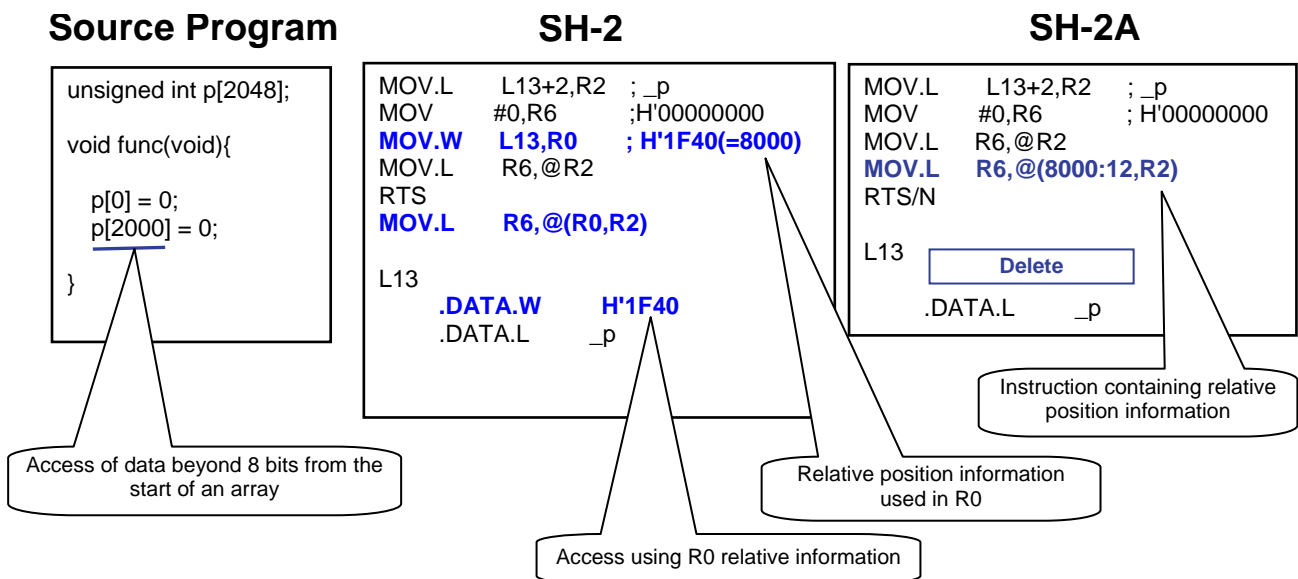 Source Program
SH-2
SH-2A
unsigned int p[2048];
void func(void){
p[0] = 0;
p[2000] = 0;
}
MOV.L L13+2,R2 ; _p
MOV #0,R6 ;H'00000000
MOV.W L13,R0 ; H'1F40(=8000)
MOV.L R6,@R2
RTS
MOV.L R6,@(R0,R2)
L13
.DATA.W H'1F40
.DATA.L _p
MOV.L L13+2,R2 ; _p
MOV #0,R6 ; H'00000000
MOV.L R6,@R2
MOV.L R6,@(8000:12,R2)
RTS/N
L13
Delete
.DATA.L _p
Access of data beyond 8 bits from the
start of an array
Access using R0 relative information
Relative position information
used in R0
Instruction containing relative
position information